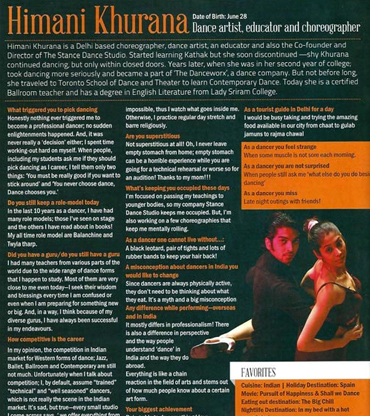 Himani Khurana
Date of Birth: June 28
Dance artist, educator and choreographer
Himani Khurana is a Delhi based choreographer, dance artist, an educator and also the Co-founder and
Director of The Stance Dance Studio. Started learning Kathak but she soon discontinued —shy Khurana
continued dancing, but only within closed doors. Years later, when she was in her second year of college;
took dancing more seriously and became a part of 'The Danceworx', a dance company. But not before long,
she traveled to Toronto School of Dance and Theater to learn Contemporary Dance. Today she is a certified
Ballroom teacher and has a degree in English Literature from Lady Sriram College.
What triggered you to pick dancing
Honestly nothing ever triggered me to
become a professional dancer; no sudden
enlightenments happened. And, it was
never really a 'decision' either; I spent time
working out hard on myself. When people,
including my students ask me if they should
pick dancing as I career, I tell them only two
things: 'You must be really good if you want to
stick around' and 'You never choose dance,
Dance chooses you.'
Do you still keep a role-model today
In the last 10 years as a dancer, I have had
many role models; those I've seen on stage
and the others I have read about in books!
My all time role model are Balanchine and
Twyla tharp.
Did you have a guru/do you still have a guru
I had many teachers from various parts of the
world due to the wide range of dance forms
that I happen to study. Most of them are very
close to me even today—I seek their wisdom
and blessings every time I am confused or
even when I am preparing for something new
or big. And, in a way, I think because of my
diverse gurus, I have always been successful
in my endeavours.
How competitive is the career
In my opinion, the competition in Indian
market for Western forms of dance; Jazz,
Ballet, Ballroom and Contemporary are still
not much. Unfortunately when I talk about
competition; I, by default, assume "trained"
"technical" and "well seasoned" dancers,
which is not really the scene in the Indian
market. It's sad, but true—every small studio
I come across says "we offer everything from
impossible, thus I watch what goes inside me.
Otherwise, I practice regular day stretch and
barre religiously.
Are you superstitious
Not superstitious at all! Oh, I never leave
empty stomach from home; empty stomach
can be a horrible experience while you are
going for a technical rehearsal or worse so for
an audition! Thanks to my mom!!!
What's keeping you occupied these days
I'm focused on passing my teachings to
younger bodies, so my company Stance
Dance Studio keeps me occupied. But, I'm
also working on a few choreographies that
keep me mentally rolling.
As a dancer one cannot live without...:
A black leotard, pair of tights and lots of
rubber bands to keep your hair back!
A misconception about dancers in India you
would like to change
Since dancers are always physically active,
they don't need to be thinking about what
they eat. It's a myth and a big misconception
Any difference while performing—overseas
and in India
It mostly differs in professionalism! There
is also a difference in perspective
and the way people
understand 'dance' in
India and the way they do
abroad.
Everything is like a chain
reaction in the field of arts and stems out
of how much people know about a certain
art form.
Your biggest achievement
As a tourist guide in Delhi for a day
I would be busy taking and trying the amazing
food available in our city from chaat to gulab
jamuns to rajma chawal
As a dancer you feel strange
When some muscle is not sore each morning.
As a dancer you are not surprised
When people still ask me 'what else do you do besides
dancing'
As a dancer you miss
Late night outings with friends!
FAVORITES
Cuisine: Indian | Holiday Destination: Spain
Movie: Pursuit of Happiness & Shall we Dance
Eating out destination: The Big Chill
Nightlife Destination: In my bed with a bot